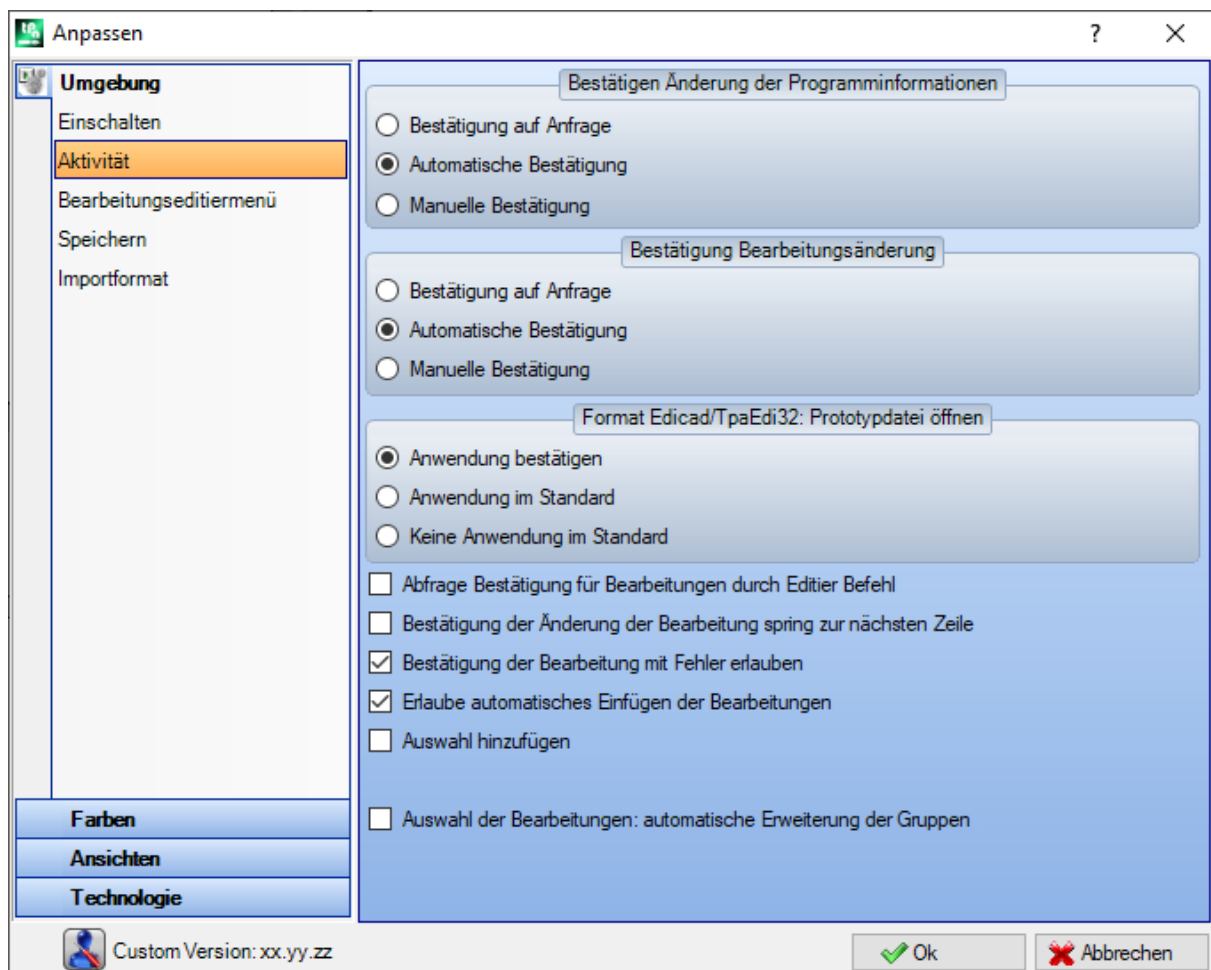 Anpassen
?
Umgebung
Einschalten
Aktivität
Bearbeitungseditiermenü
Speichern
Importformat
Farben
Ansichten
Technologie
Bestätigen Änderung der Programminformationen
Bestätigung auf Anfrage
Automatische Bestätigung
Manuelle Bestätigung
Bestätigung Bearbeitungsänderung
Bestätigung auf Anfrage
Automatische Bestätigung
Manuelle Bestätigung
Format Edicad/TpaEdi32: Prototypdatei öffnen
Anwendung bestätigen
Anwendung im Standard
Keine Anwendung im Standard
Abfrage Bestätigung für Bearbeitungen durch Editier Befehl
Bestätigung der Änderung der Bearbeitung spring zur nächsten Zeile
Bestätigung der Bearbeitung mit Fehler erlauben
Erlaube automatisches Einfügen der Bearbeitungen
Auswahl hinzufügen
Auswahl der Bearbeitungen: automatische Erweiterung der Gruppen
Custom Version: xx.yy.zz
Ok
Abbrechen